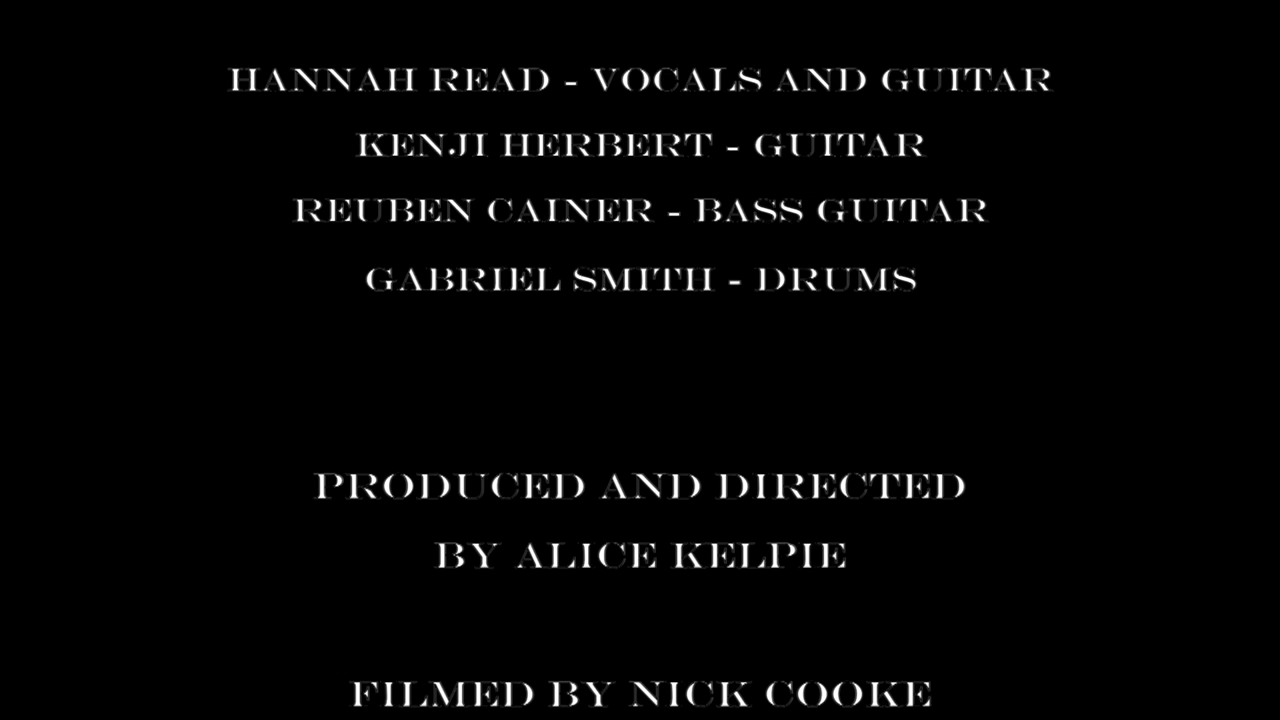 HANNAH READ - VOCALS AND GUITAR
KENJI HERBERT - GUITAR
REUBEN CAINER - BASS GUITAR
GABRIEL SMITH - DRUMS
PRODUCED AND DIRECTED
BY ALICE KELPIE
FILMED BY NICK COOKE